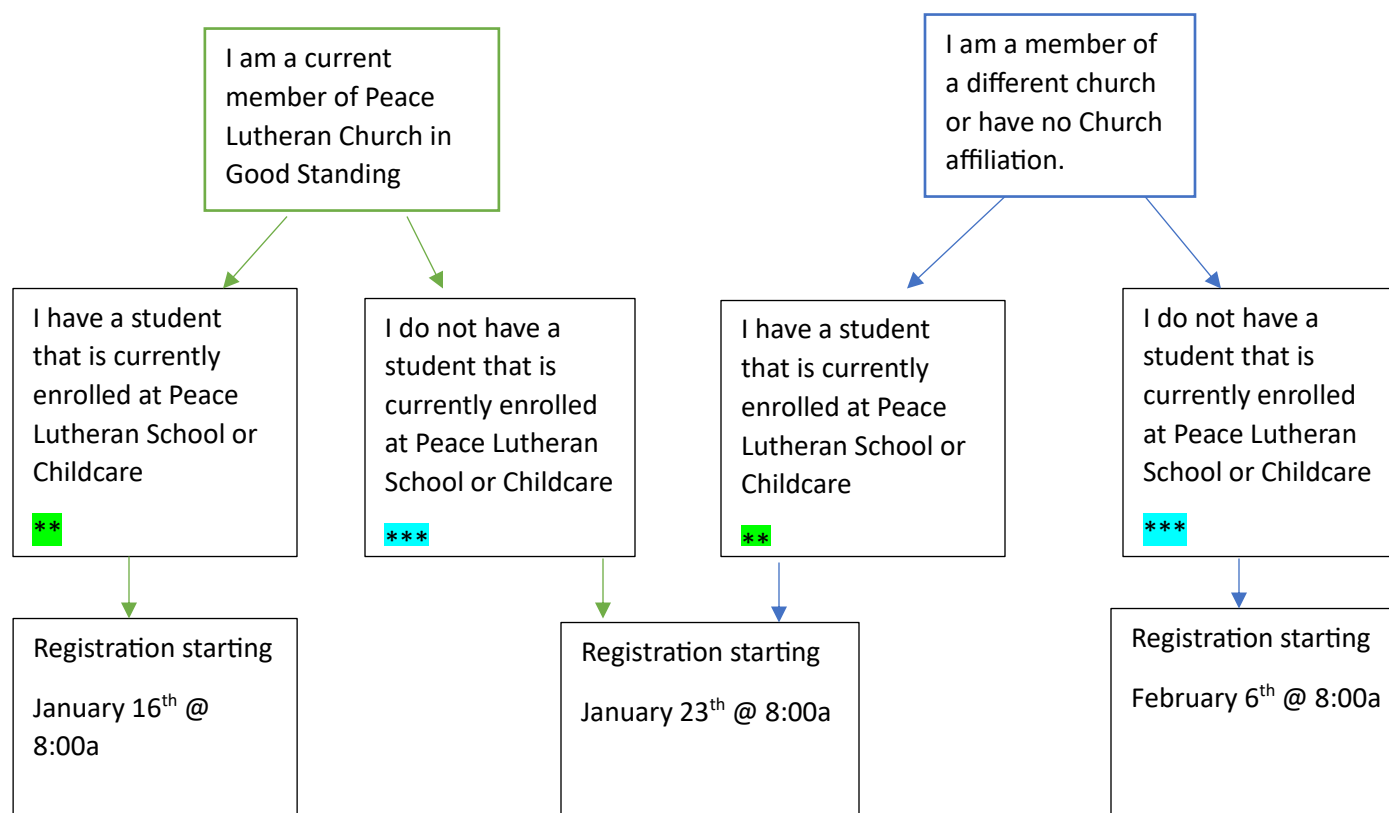 I am a current
member of Peace
Lutheran Church in
Good Standing
I am a member of
a different church
or have no Church
affiliation.
I have a student
that is currently
enrolled at Peace
Lutheran School or
Childcare
**
I do not have a
student that is
currently enrolled
at Peace Lutheran
School or Childcare
***
I have a student
that is currently
enrolled at Peace
Lutheran School or
Childcare
**
I do not have a
student that is
currently enrolled
at Peace Lutheran
School or Childcare
***
Registration starting
January 16th @
8:00a
Registration starting
January 23th @ 8:00a
Registration starting
February 6th @ 8:00a